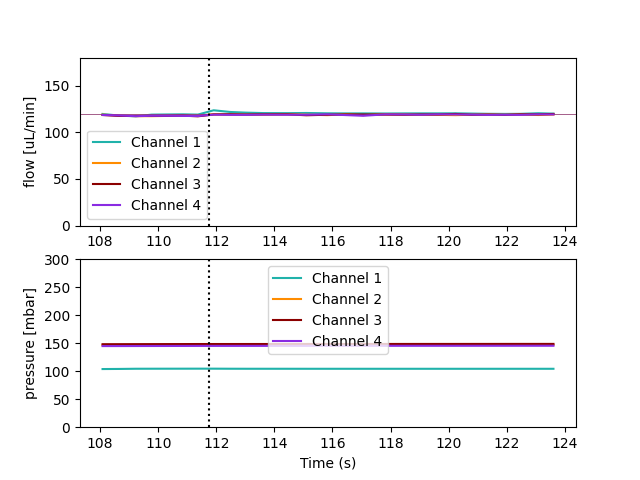 flow [uL/min]
150
100
50
0
Channel 1
Channel 2
Channel 3
Channel 4
108 110 112 114 116 118 120 122 124
pressure [mbar]
300
250
200
150
100
50
0
Channel 1
Channel 2
Channel 3
Channel 4
108 110 112 114 116 118 120 122 124
Time (s)